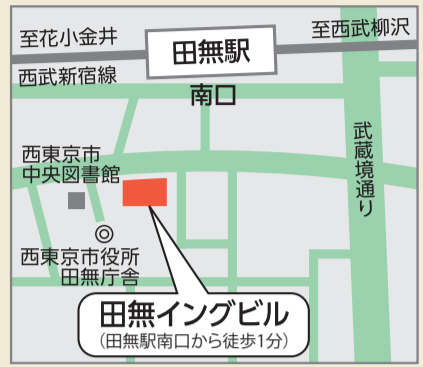 至花小金井
田無駅
至西武柳沢
西武新宿線
南口
武蔵境通り
西東京市
中央図書館
西東京市役所
田無庁舎
田無イングビル
(田無駅南口から徒歩1分)